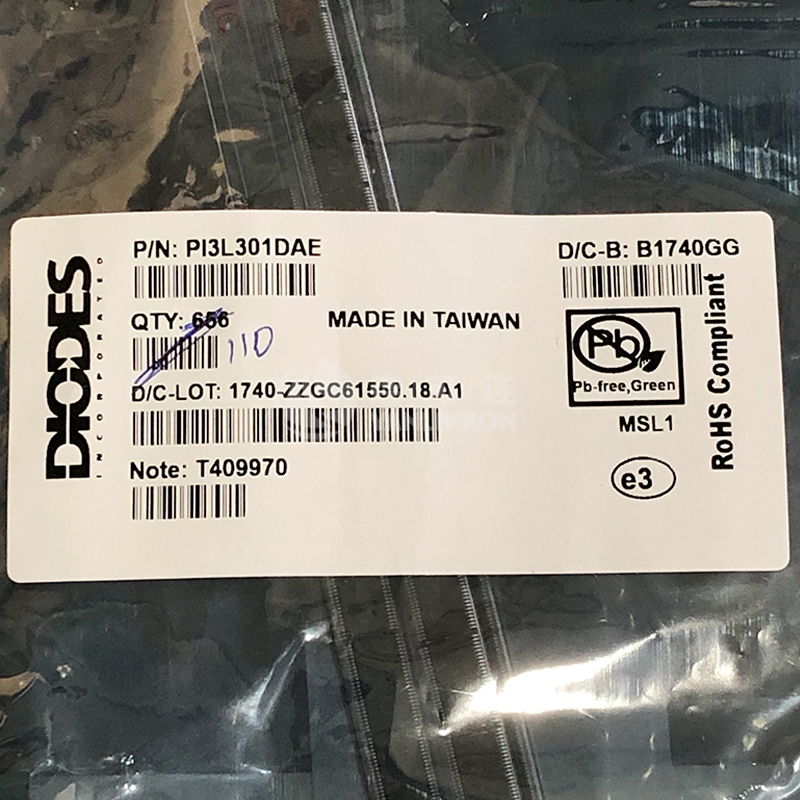 DIODES
INCORPORATED
P/N: PI3L301DAE
D/C-B: B1740GG
QTY: 656
110
MADE IN TAIWAN
Pb
Pb-free,Green
D/C-LOT: 1740-ZZGC61550.18.A1
MSL1
RoHS Compliant
Note: T409970
e3